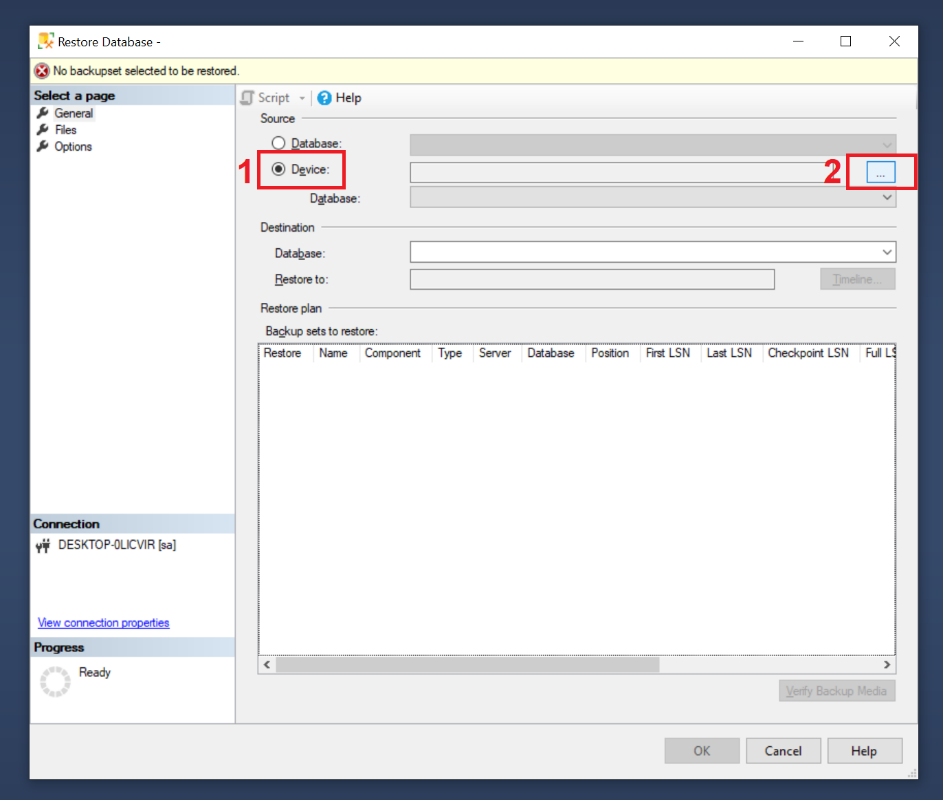 Restore Database -
No backupset selected to be restored.
Select a page
General
Files
Options
Script Help
Source
Database:
1 Device: 2 ...
Database:
Destination
Database:
Restore to: Timeline...
Restore plan
Backup sets to restore:
Restore Name Component Type Server Database Position First LSN Last LSN Checkpoint LSN Full LS
Connection
DESKTOP-0LICVIR [sa]
View connection properties
Progress
Ready
Verify Backup Media
OK Cancel Help